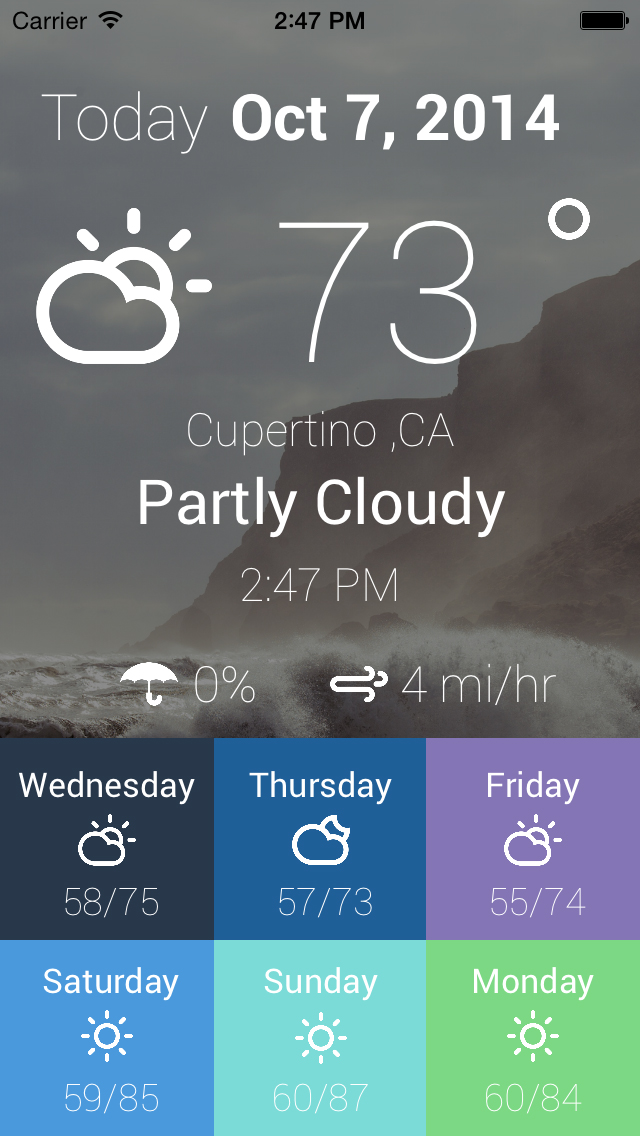 Carrier 2:47 PM
Today Oct 7, 2014
73
Cupertino ,CA
Partly Cloudy
2:47 PM
0% 4 mi/hr
Wednesday Thursday Friday
58/75 57/73 55/74
Saturday Sunday Monday
59/85 60/87 60/84